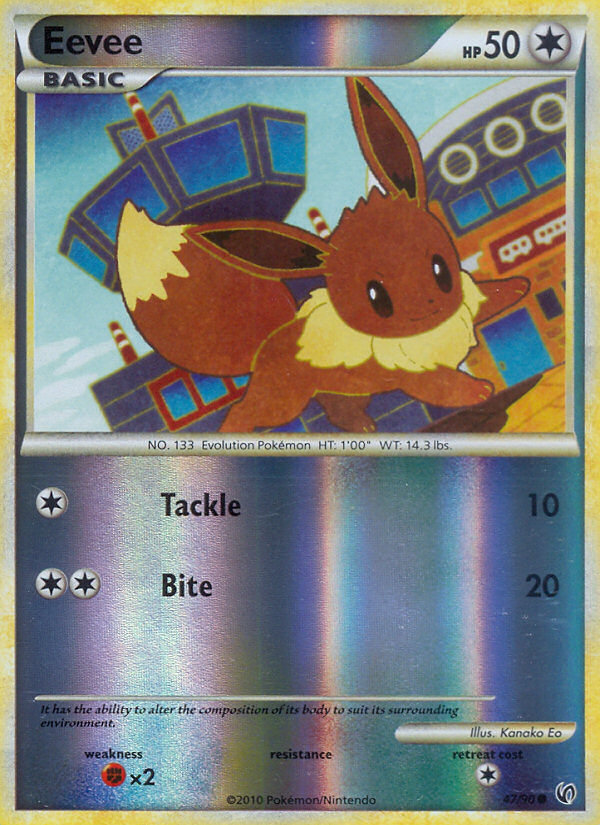 Eevee
HP 50
BASIC
NO. 133 Evolution Pokémon HT: 1'00" WT: 14.3 lbs.
Tackle 10
Bite 20
It has the ability to alter the composition of its body to suit its surrounding
environment.
Illus. Kanako Eo
weakness resistance retreat cost
×2
©2010 Pokémon/Nintendo
47/90